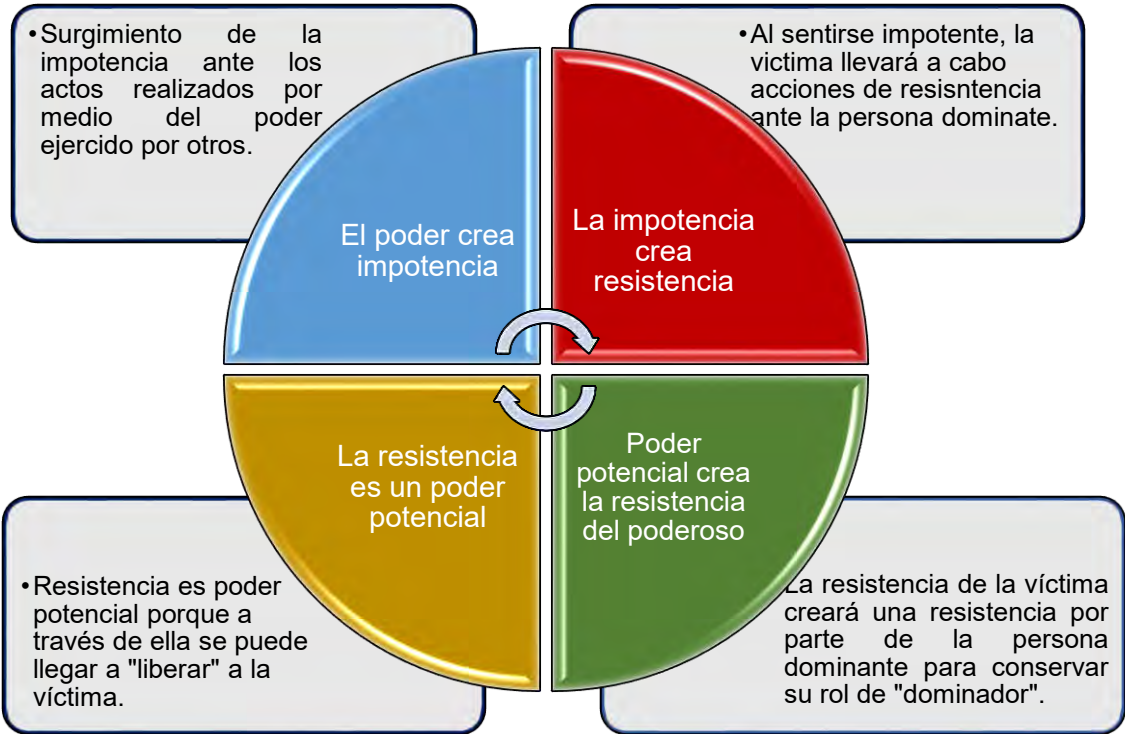 •Surgimiento de la
impotencia ante los
actos realizados por
medio del poder
ejercido por otros.
•Al sentirse impotente, la
victima llevará a cabo
acciones de resisntencia
ante la persona dominate.
El poder crea
impotencia
La impotencia
crea
resistencia
La resistencia
es un poder
potencial
Poder
potencial crea
la resistencia
del poderoso
•Resistencia es poder
potencial porque a
través de ella se puede
llegar a "liberar" a la
víctima.
La resistencia de la víctima
creará una resistencia por
parte de la persona
dominante para conservar
su rol de "dominador".